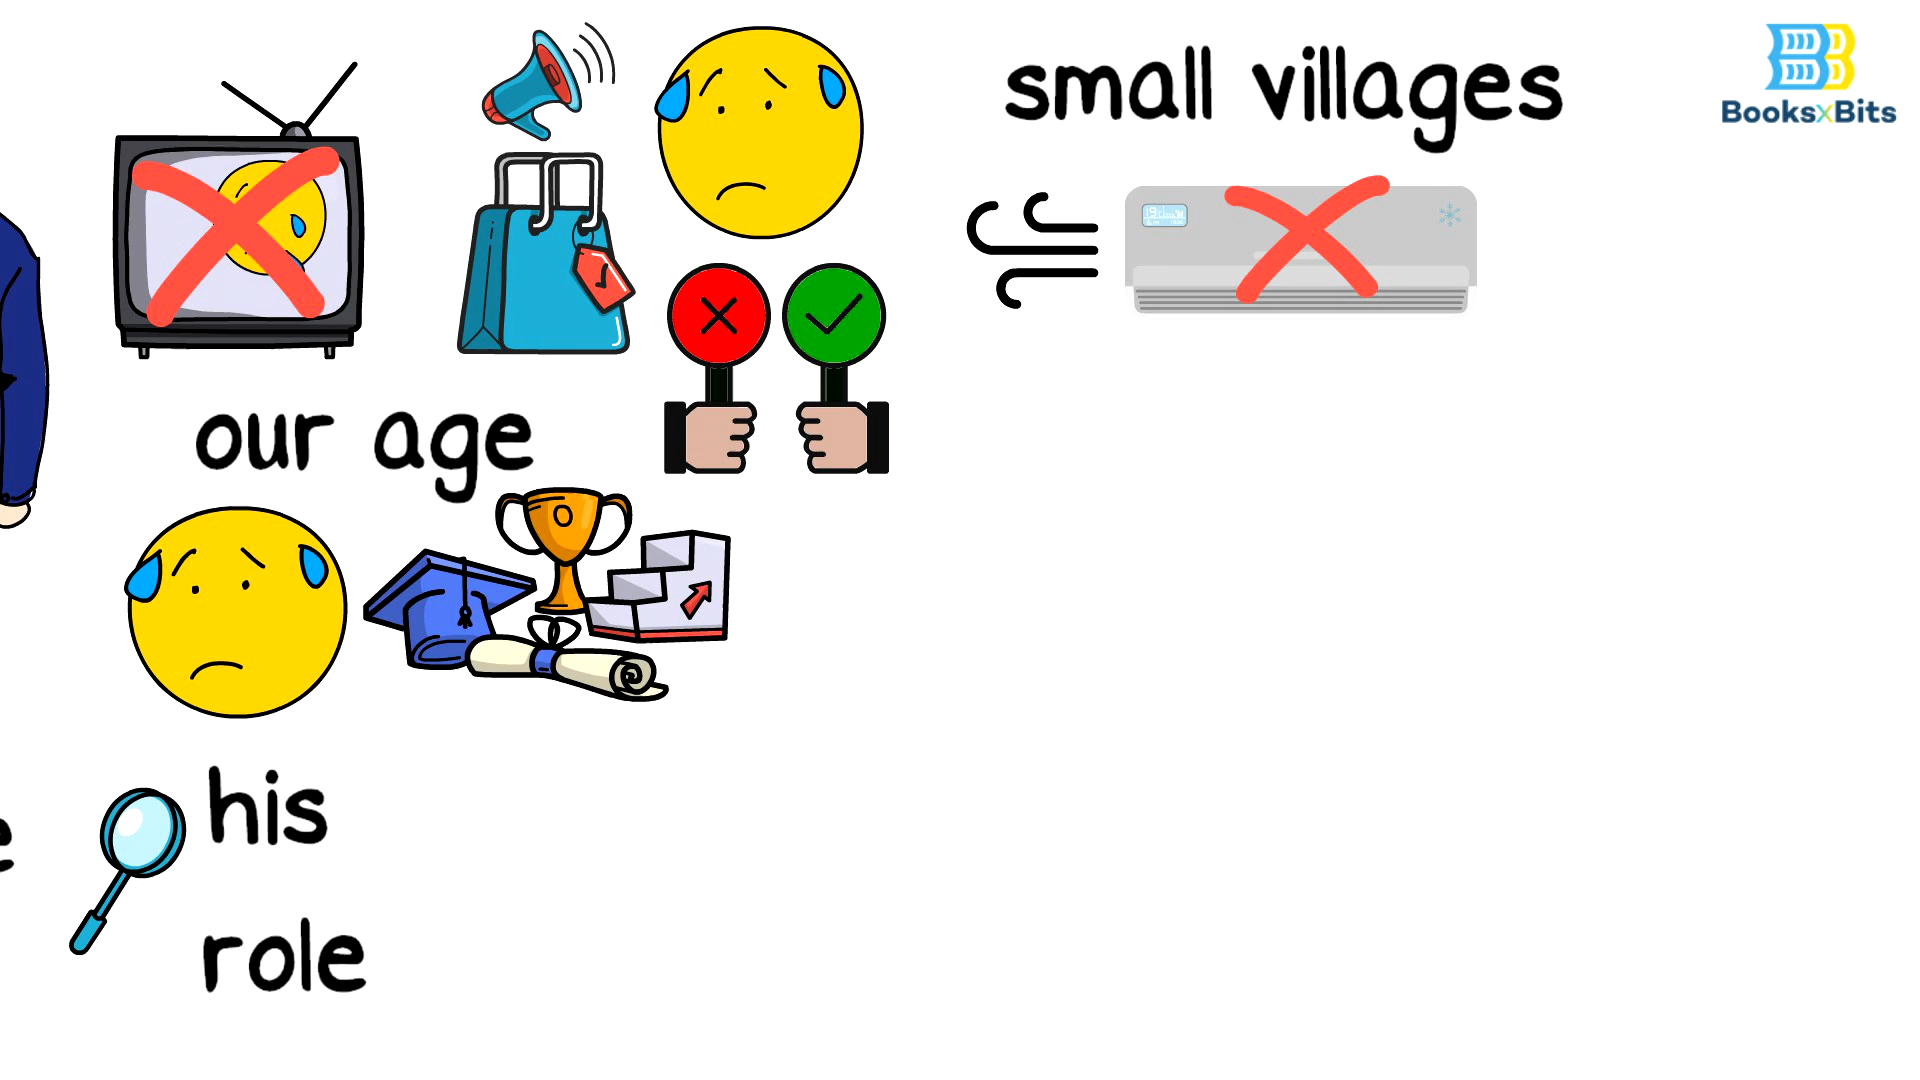 small villages
BooksxBits
our age
his
role